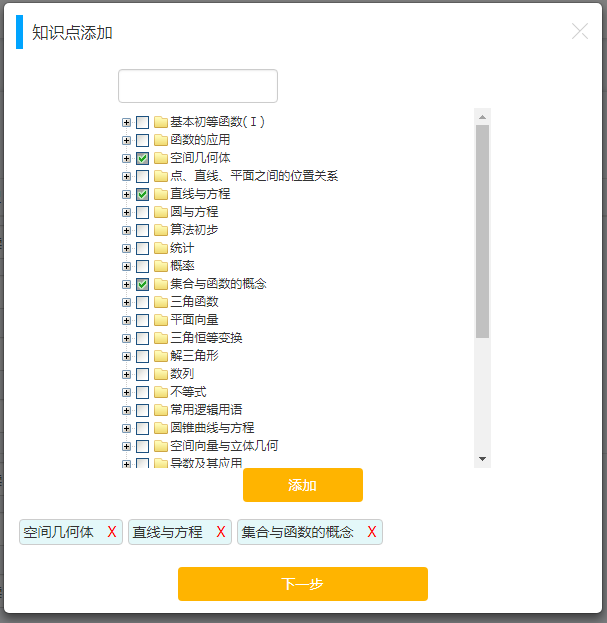 知识点添加
基本初等函数(Ⅰ)
函数的应用
空间几何体
点、直线、平面之间的位置关系
直线与方程
圆与方程
算法初步
统计
概率
集合与函数的概念
三角函数
平面向量
三角恒等变换
解三角形
数列
不等式
常用逻辑用语
圆锥曲线与方程
空间向量与立体几何
导数及其应用
添加
空间几何体 X 直线与方程 X 集合与函数的概念 X
下一步